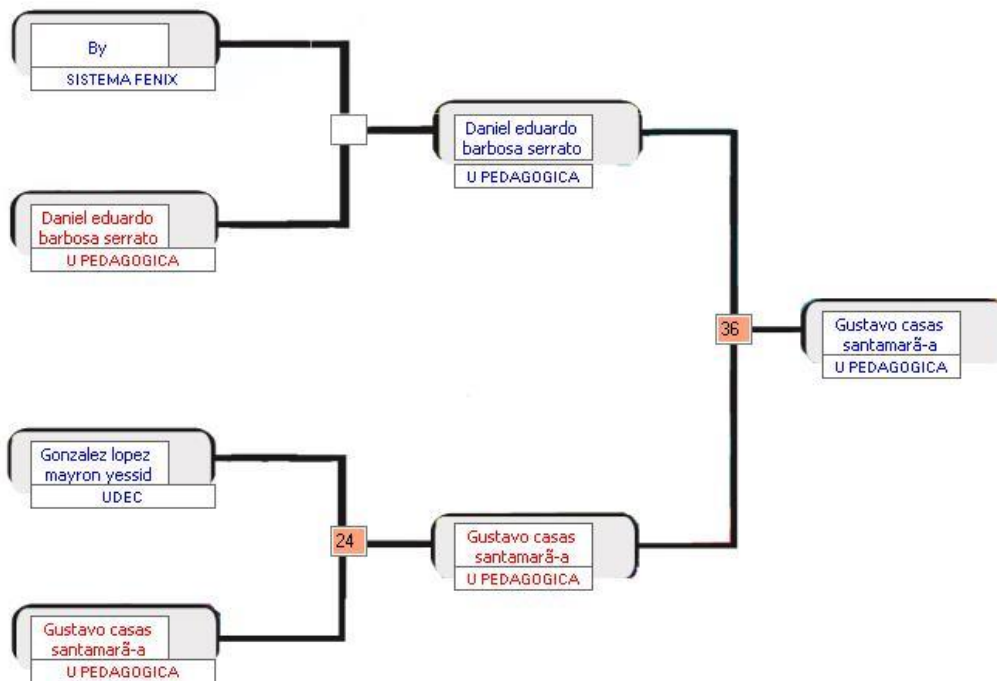 By
SISTEMA FENIX
Daniel eduardo
barbosa serrato
U PEDAGOGICA
Daniel eduardo
barbosa serrato
U PEDAGOGICA
36
Gustavo casas
santamarã-a
U PEDAGOGICA
Gonzalez lopez
mayron yessid
UDEC
24
Gustavo casas
santamarã-a
U PEDAGOGICA
Gustavo casas
santamarã-a
U PEDAGOGICA